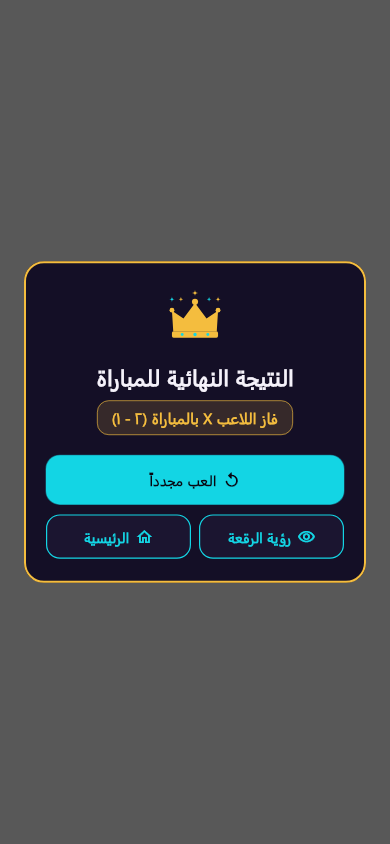 النتيجة النهائية للمباراة
فاز اللاعب X بالمباراة (٢ - ١)
العب مجدداً
رؤية الرقعة
الرئيسية